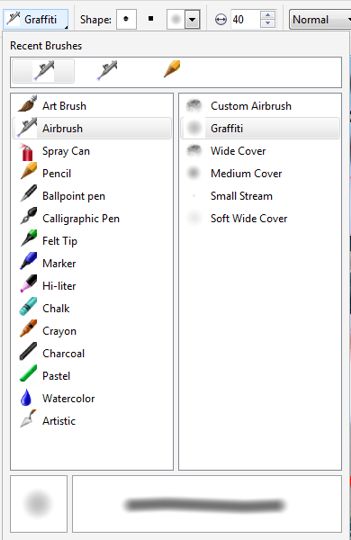 Graffiti Shape: 40 Normal
Recent Brushes
Art Brush
Airbrush
Spray Can
Pencil
Ballpoint pen
Calligraphic Pen
Felt Tip
Marker
Hi-liter
Chalk
Crayon
Charcoal
Pastel
Watercolor
Artistic
Custom Airbrush
Graffiti
Wide Cover
Medium Cover
Small Stream
Soft Wide Cover